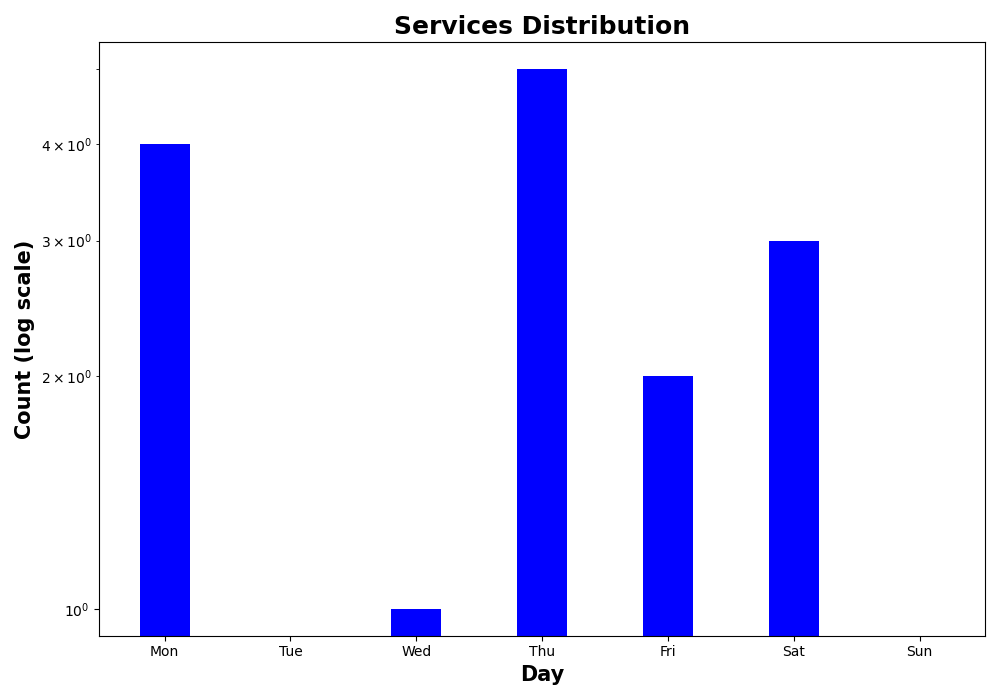 Services Distribution
Count (log scale)
4 × 10⁰
3 × 10⁰
2 × 10⁰
10⁰
Mon Tue Wed Thu Fri Sat Sun
Day